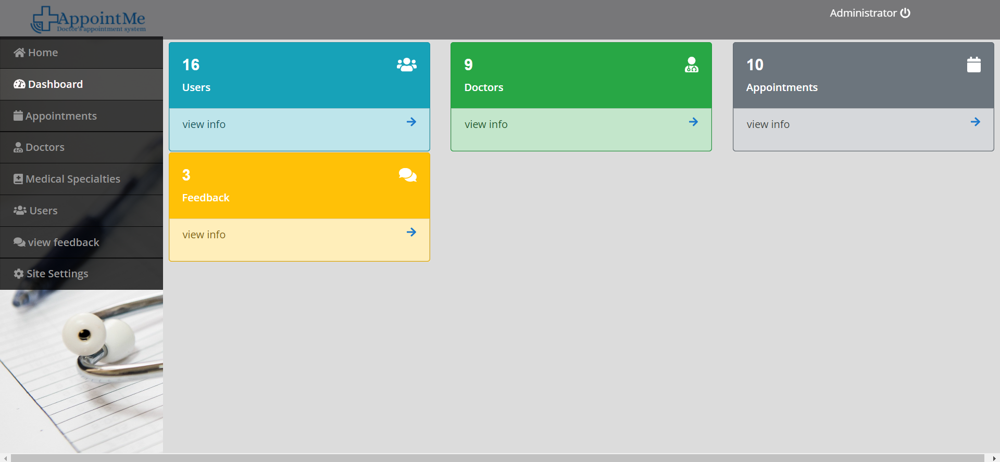 AppointMe
Doctor's appointment system
Administrator
Home
Dashboard
Appointments
Doctors
Medical Specialties
Users
view feedback
Site Settings
16
Users
view info
9
Doctors
view info
10
Appointments
view info
3
Feedback
view info